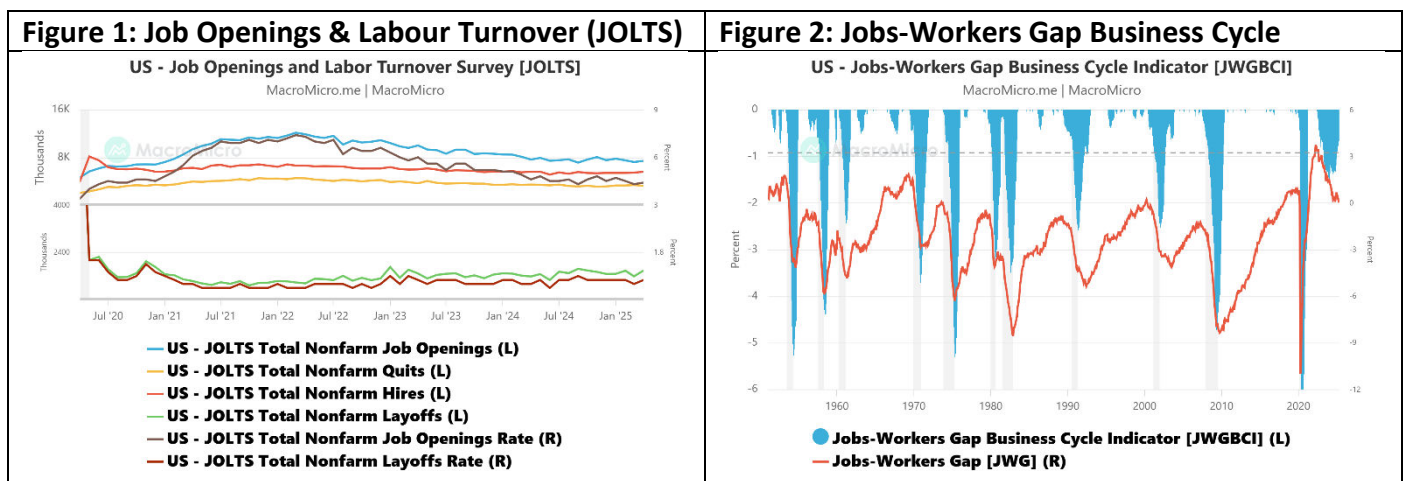 Figure 1: Job Openings & Labour Turnover (JOLTS)
US - Job Openings and Labor Turnover Survey [JOLTS]
MacroMicro.me | MacroMicro
16K
9
MacroMicro
Thousands
8K
6
Percent
4000
3
Thousands
2400
1.8
Percent
Jul '20
Jan '21
Jul '21
Jan '22
Jul '22
Jan '23
Jul '23
Jan '24
Jul '24
Jan '25
US - JOLTS Total Nonfarm Job Openings (L)
US - JOLTS Total Nonfarm Quits (L)
US - JOLTS Total Nonfarm Hires (L)
US - JOLTS Total Nonfarm Layoffs (L)
US - JOLTS Total Nonfarm Job Openings Rate (R)
US - JOLTS Total Nonfarm Layoffs Rate (R)
Figure 2: Jobs-Workers Gap Business Cycle
US - Jobs-Workers Gap Business Cycle Indicator [JWGBCI]
MacroMicro.me | MacroMicro
0
-1
-2
-3
-4
-5
-6
Percent
MacroMicro
6
3
0
-3
-6
-9
-12
Percent
1960
1970
1980
1990
2000
2010
2020
Jobs-Workers Gap Business Cycle Indicator [JWGBCI] (L)
Jobs-Workers Gap [JWG] (R)